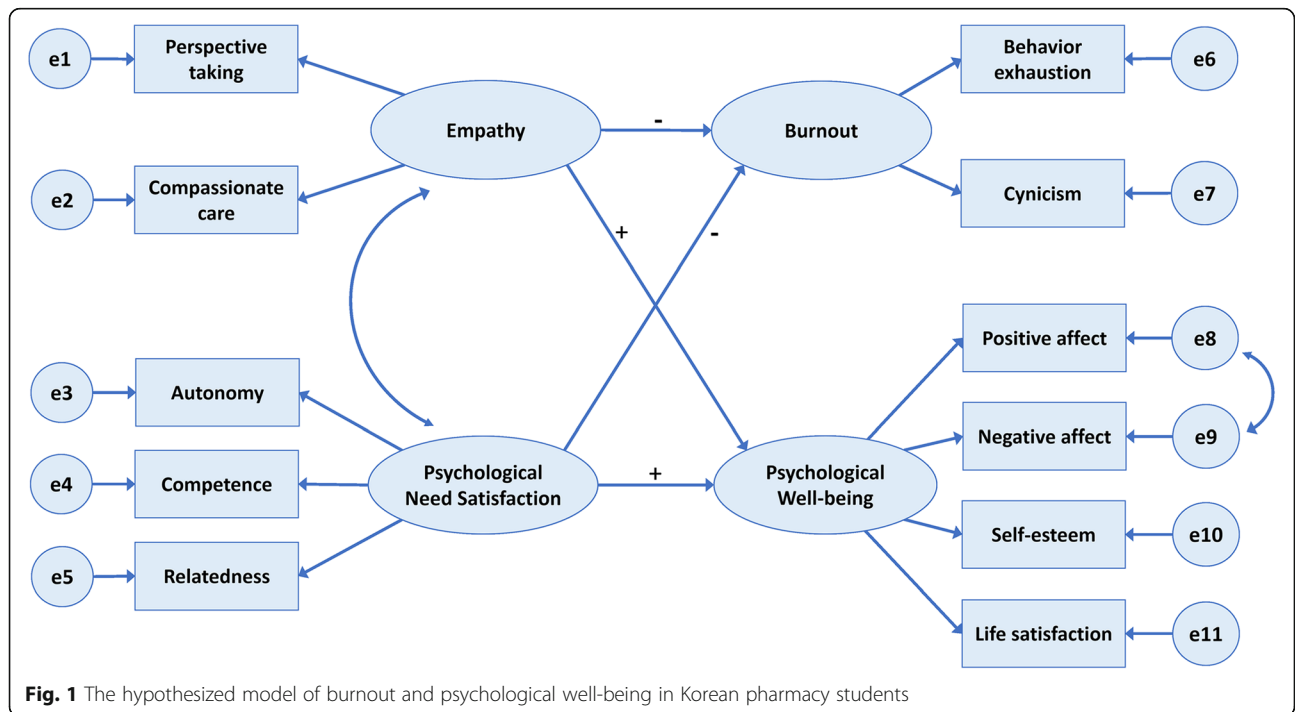 e1
Perspective
taking
Empathy
-
Burnout
Behavior
exhaustion
e6
e2
Compassionate
care
Cynicism
e7
+
-
Positive affect
e8
e3
Autonomy
Negative affect
e9
e4
Competence
Psychological
Need Satisfaction
+
Psychological
Well-being
Self-esteem
e10
e5
Relatedness
Life satisfaction
e11
Fig. 1 The hypothesized model of burnout and psychological well-being in Korean pharmacy students